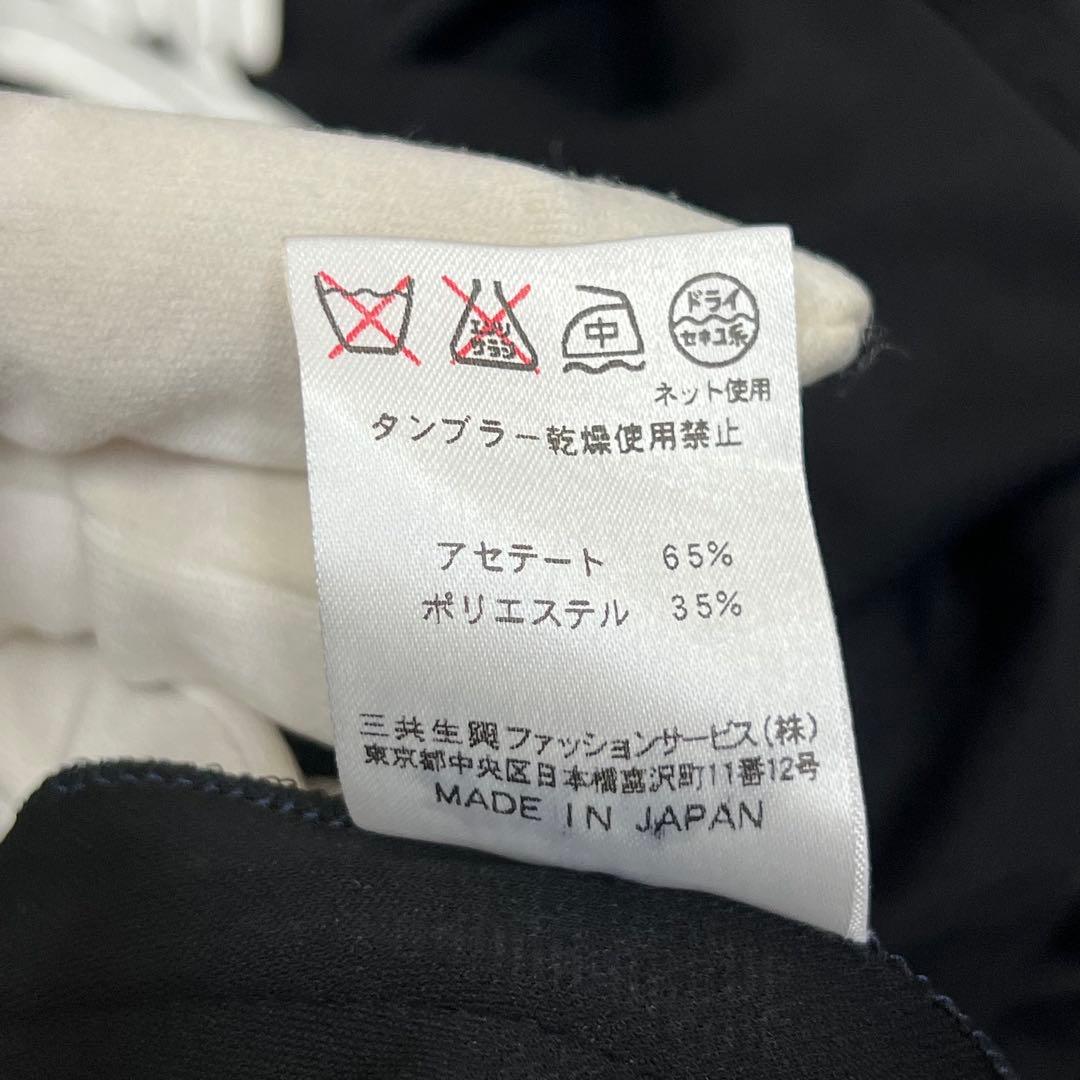 エンソ
サラシ
中
ドライ
セキユ系
ネット使用
タンブラー乾燥使用禁止
アセテート 65%
ポリエステル 35%
三共生興ファッションサービス(株)
東京都中央区日本橋富沢町11番12号
MADE IN JAPAN